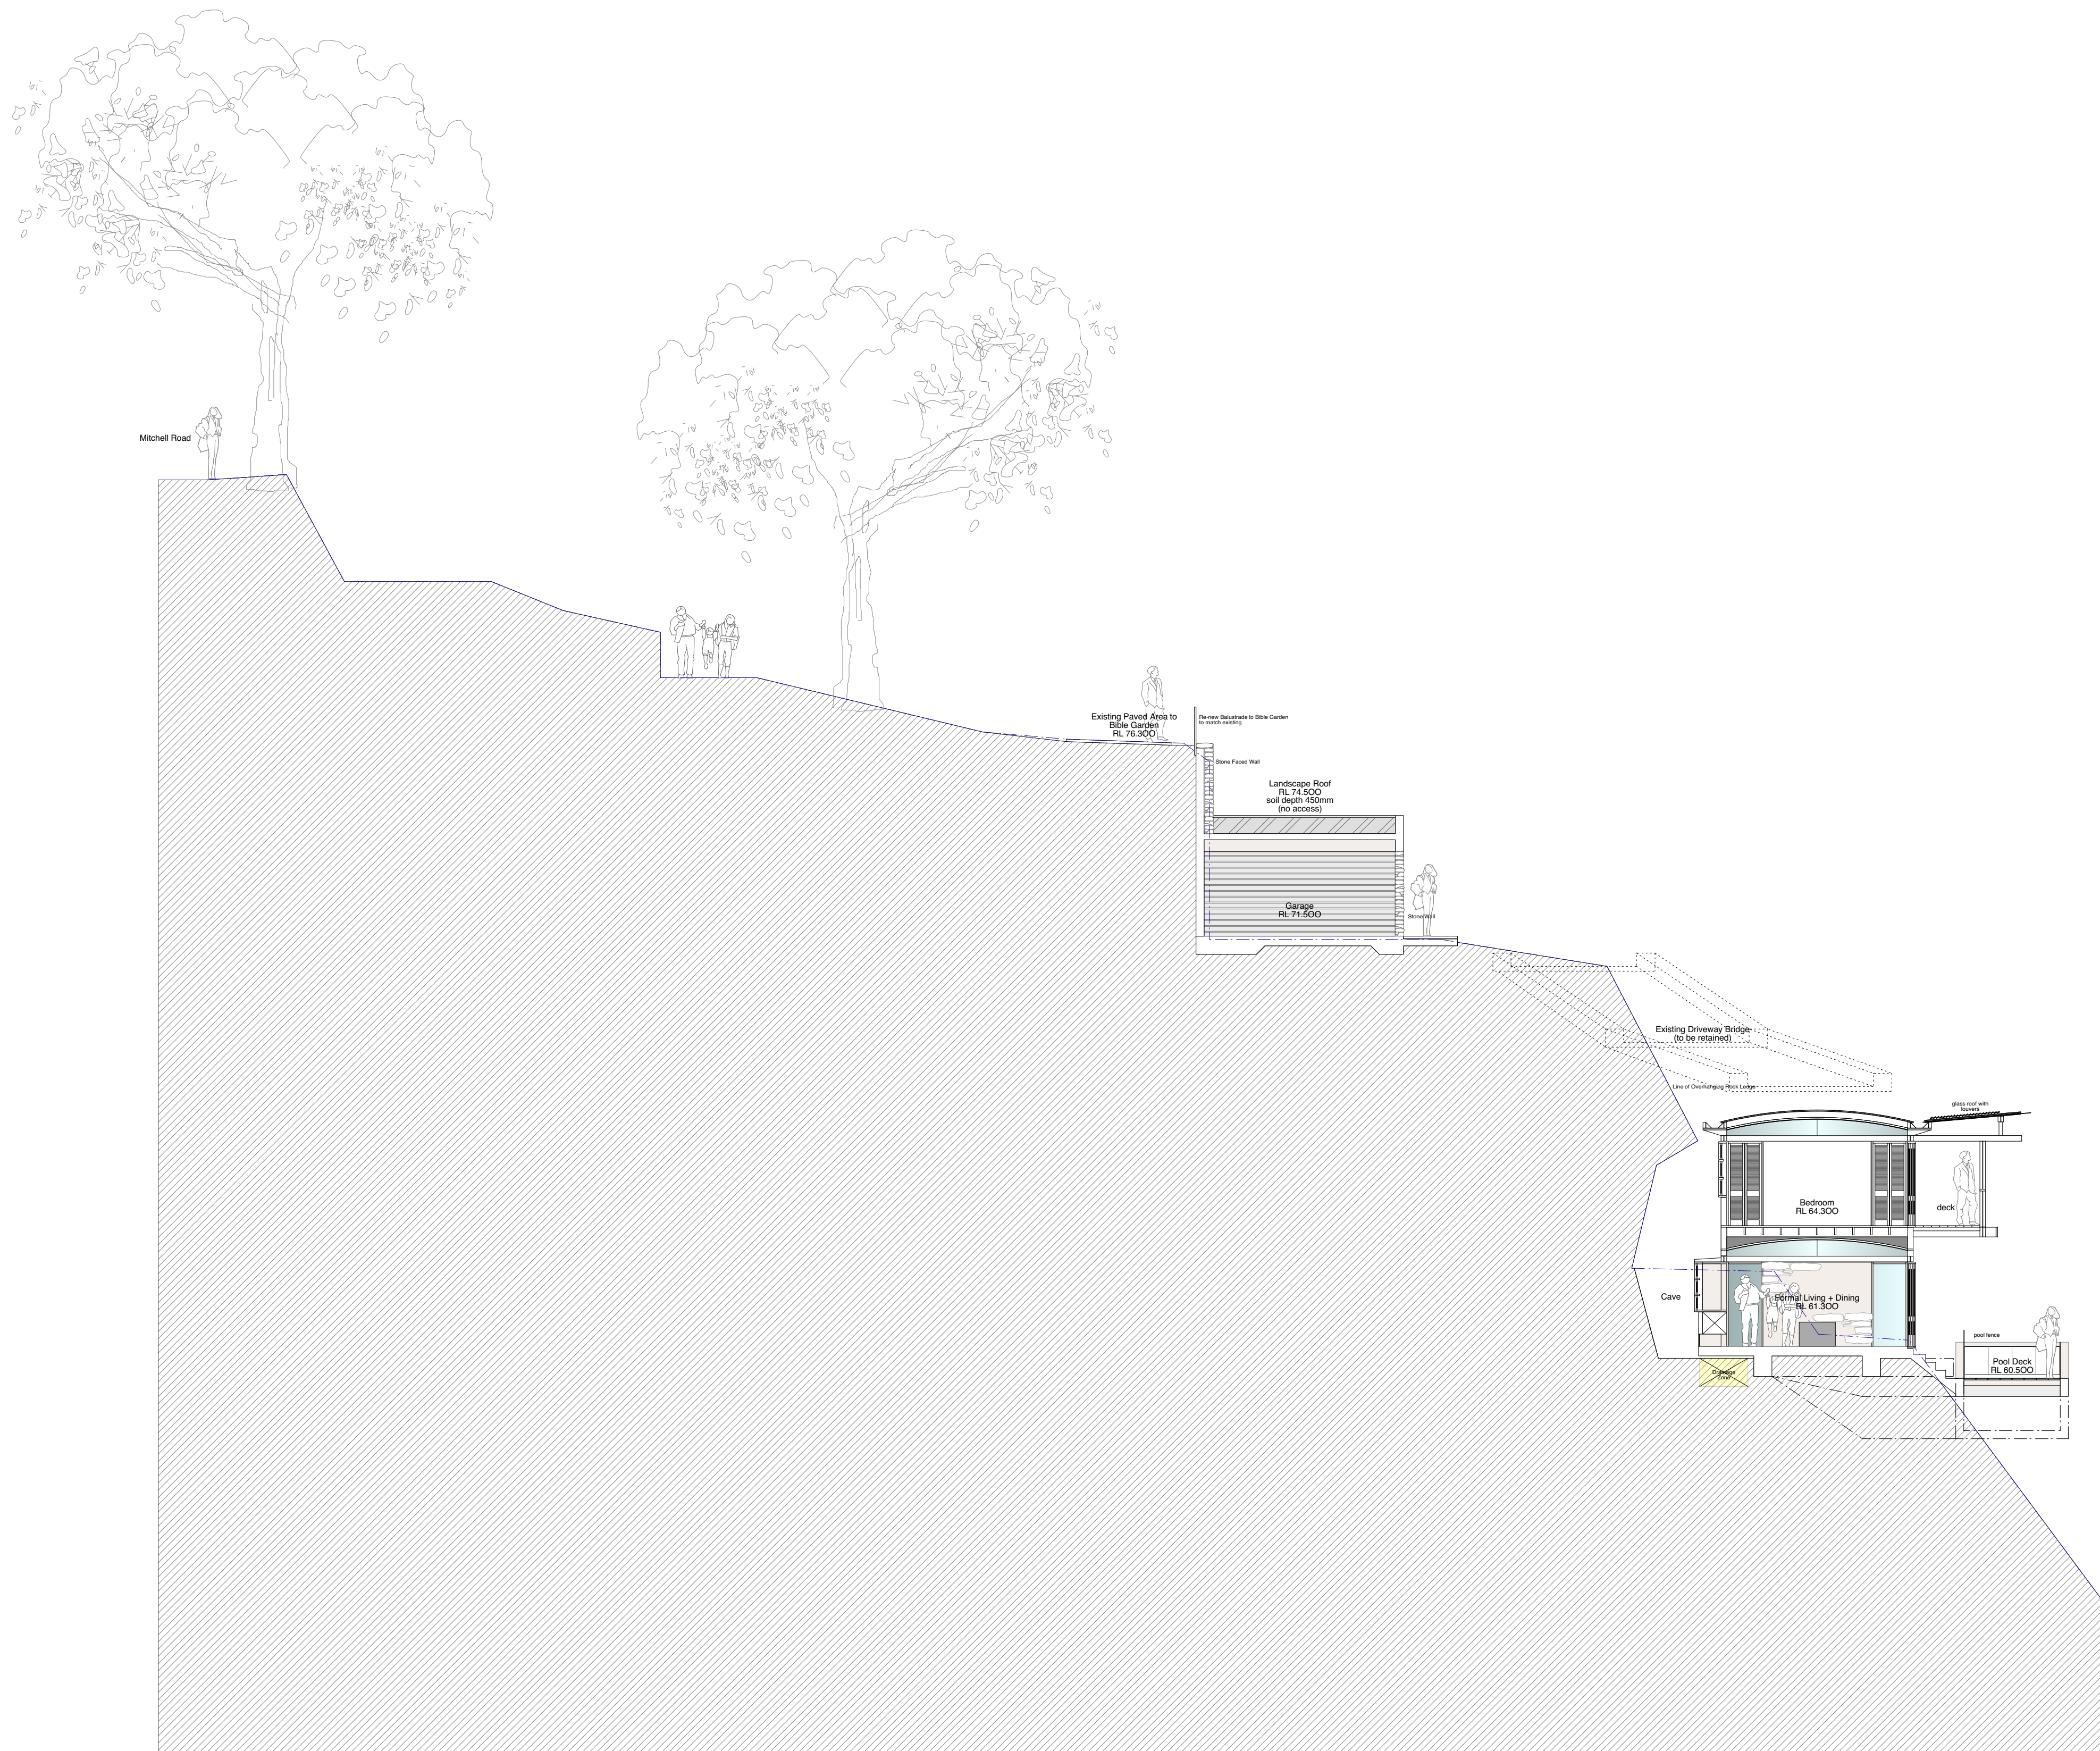 Mitchell Road
Existing Paved Area to
Bible Garden
RL 76.300
Re-new Balustrade to Bible Garden
to match existing
Stone Faced Wall
Landscape Roof
RL 74.500
soil depth 450mm
(no access)
Garage
RL 71.500
Stone Wall
Existing Driveway Bridge
(to be retained)
Line of Overhanging Rock Ledge
glass roof with
louvers
Bedroom
RL 64.300
deck
Cave
Formal Living + Dining
RL 61.300
pool fence
Pool Deck
RL 60.500
Drainage
Zone